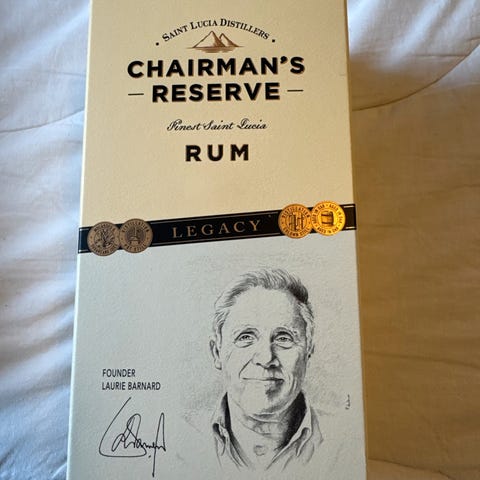 SAINT LUCIA DISTILLERS
CHAIRMAN'S
RESERVE
Finest Saint Lucia
RUM
LEGACY
FOUNDER
LAURIE BARNARD